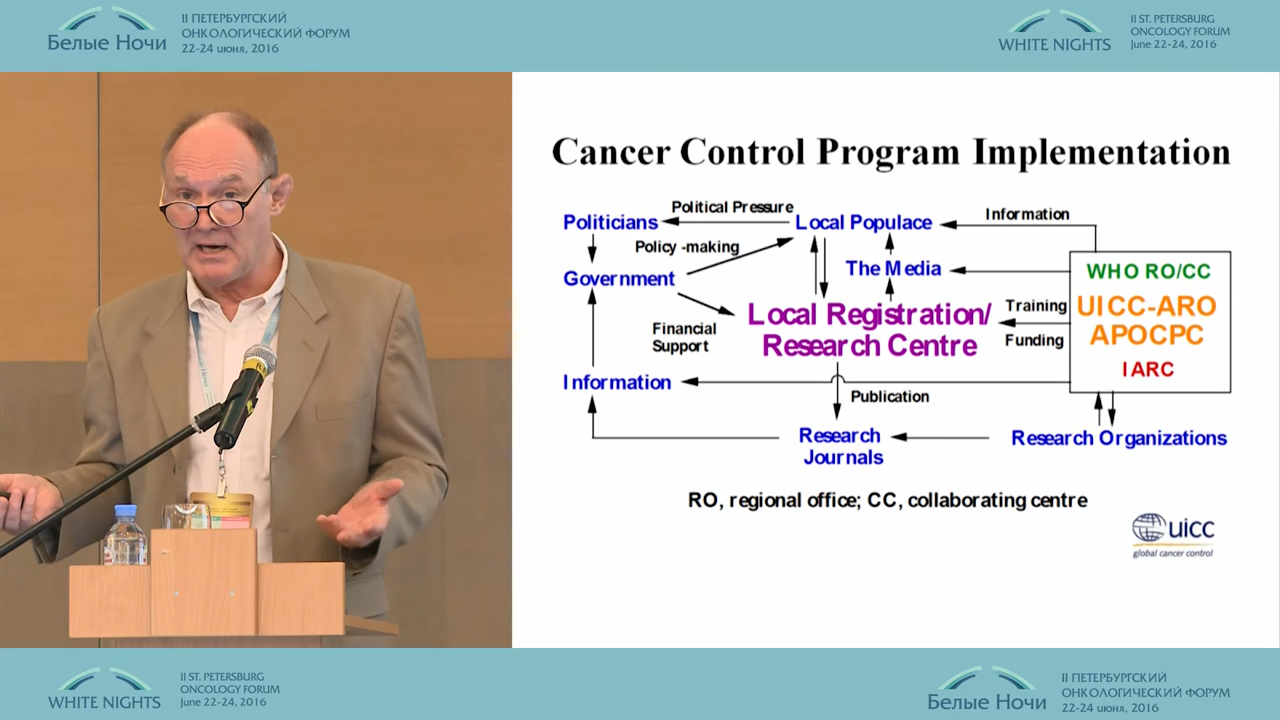 Белые Ночи
II ПЕТЕРБУРГСКИЙ
ОНКОЛОГИЧЕСКИЙ ФОРУМ
22-24 июня, 2016
WHITE NIGHTS
II ST. PETERSBURG
ONCOLOGY FORUM
June 22-24, 2016
Cancer Control Program Implementation
Politicians
Political Pressure
Local Populace
Information
Policy -making
Government
The Media
WHO RO/CC
UICC-ARO
APOCPC
IARC
Local Registration/
Research Centre
Training
Funding
Financial
Support
Information
Publication
Research
Journals
Research Organizations
RO, regional office; CC, collaborating centre
uicc
global cancer control
WHITE NIGHTS
II ST. PETERSBURG
ONCOLOGY FORUM
June 22-24, 2016
Белые Ночи
II ПЕТЕРБУРГСКИЙ
ОНКОЛОГИЧЕСКИЙ ФОРУМ
22-24 июня, 2016